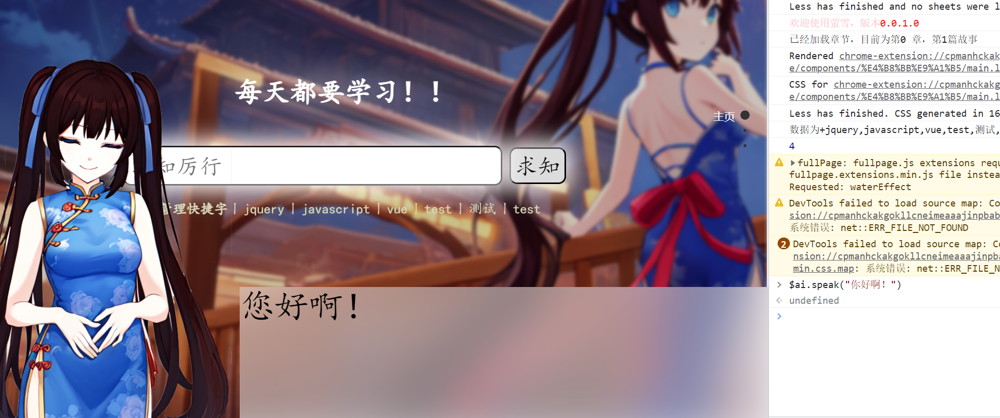 每天都要学习！！
主页
知厉行
求知
管理快捷字 | jquery | javascript | vue | test | 测试 | test
您好啊！
Less has finished and no sheets were l
欢迎使用萤雪，版本0.0.1.0
已经加载章节，目前为第0 章，第1篇故事
Rendered chrome-extension://cpmanhckak
e/components/%E4%B8%BB%E9%A1%B5/main.l
CSS for chrome-extension://cpmanhckakg
e/components/%E4%B8%BB%E9%A1%B5/main.l
Less has finished. CSS generated in 16
数据为+jquery,javascript,vue,test,测试,
4
fullPage: fullpage.js extensions requ
fullpage.extensions.min.js file instea
Requested: waterEffect
DevTools failed to load source map: Co
sion://cpmanhckakgokllcneimeaaajinpbab
系统错误: net::ERR_FILE_NOT_FOUND
2 DevTools failed to load source map: Co
nsion://cpmanhckakgokllcneimeaaajinpba
min.css.map: 系统错误: net::ERR_FILE_N
> $ai.speak("你好啊！")
undefined